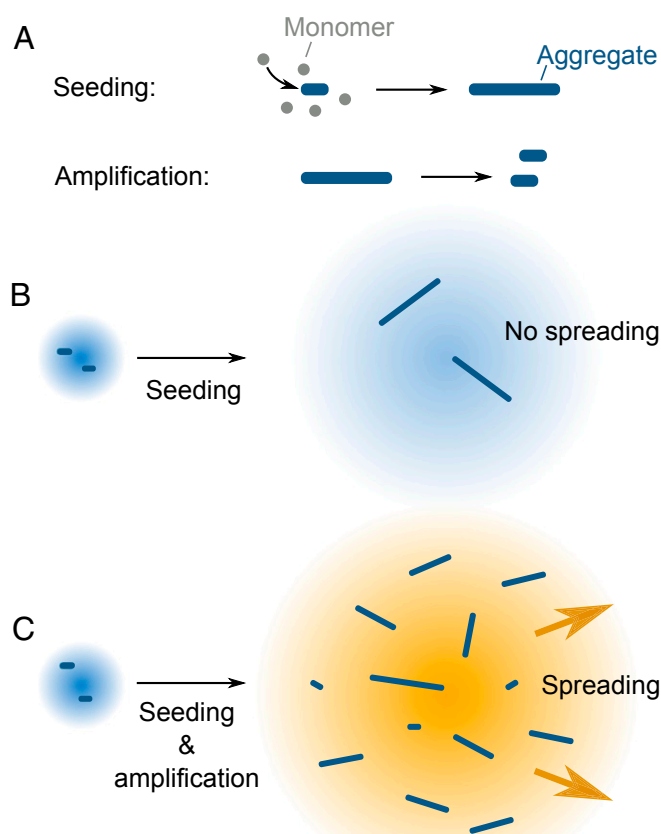 A
Monomer
Aggregate
Seeding:
Amplification:
B
No spreading
Seeding
C
Spreading
Seeding
&
amplification